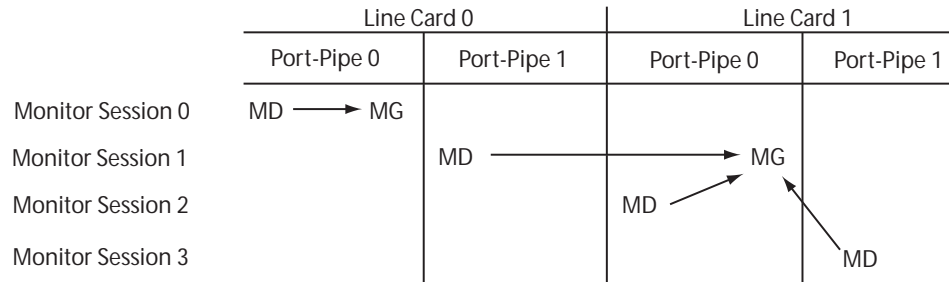 Line Card 0 Line Card 1
Port-Pipe 0 Port-Pipe 1 Port-Pipe 0 Port-Pipe 1
Monitor Session 0 MD MG
Monitor Session 1 MD MG
Monitor Session 2 MD
Monitor Session 3 MD